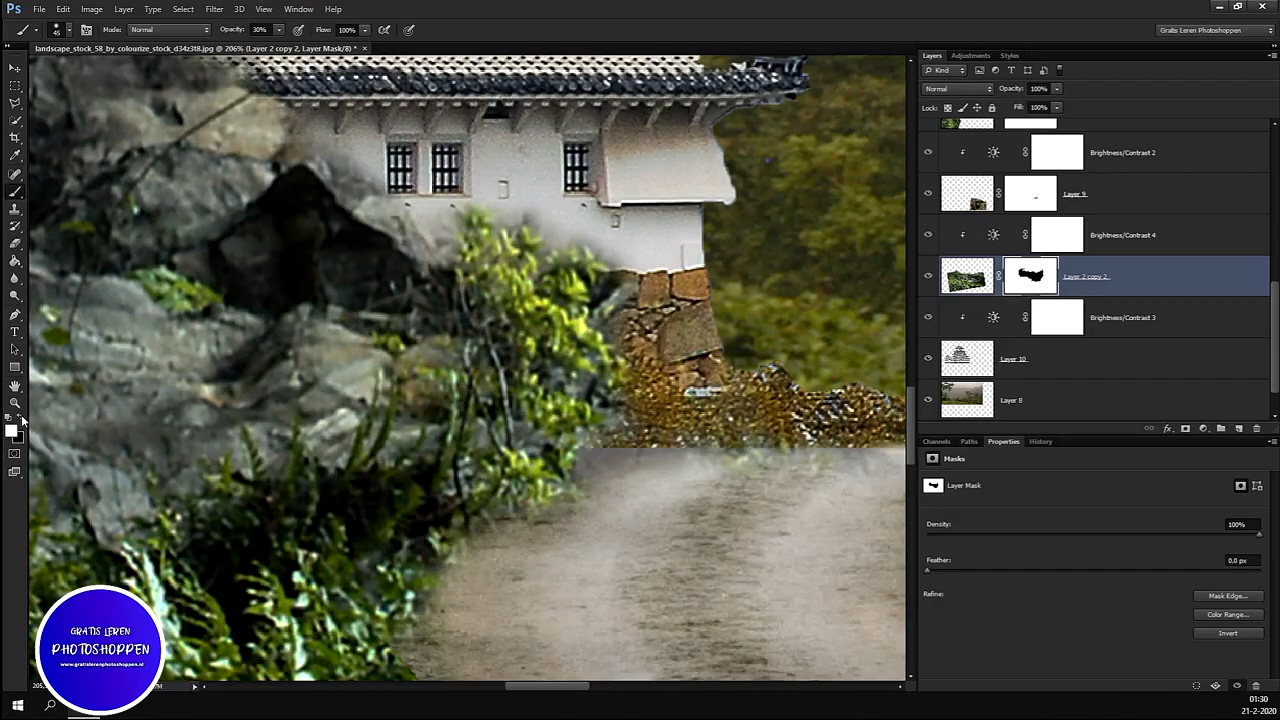 Ps File Edit Image Layer Type Select Filter 3D View Window Help
45 Mode: Normal Opacity: 30% Flow: 100% Gratis Leren Photoshoppen
landscape_stock_58_by_colourize_stock_d34z3t8.jpg @ 206% (Layer 2 copy 2, Layer Mask/8) * ×
Layers Adjustments Styles
Kind
Normal Opacity: 100%
Lock: Fill: 100%
Brightness/Contrast 2
Layer 9
Brightness/Contrast 4
Layer 2 copy 2
Brightness/Contrast 3
Layer 10
Layer 8
fx
Channels Paths Properties History
Masks
Layer Mask
Density: 100%
Feather: 0,0 px
Refine: Mask Edge...
Color Range...
Invert
GRATIS LEREN
PHOTOSHOPPEN
www.gratislerenphotoshoppen.nl
01:30
21-2-2020